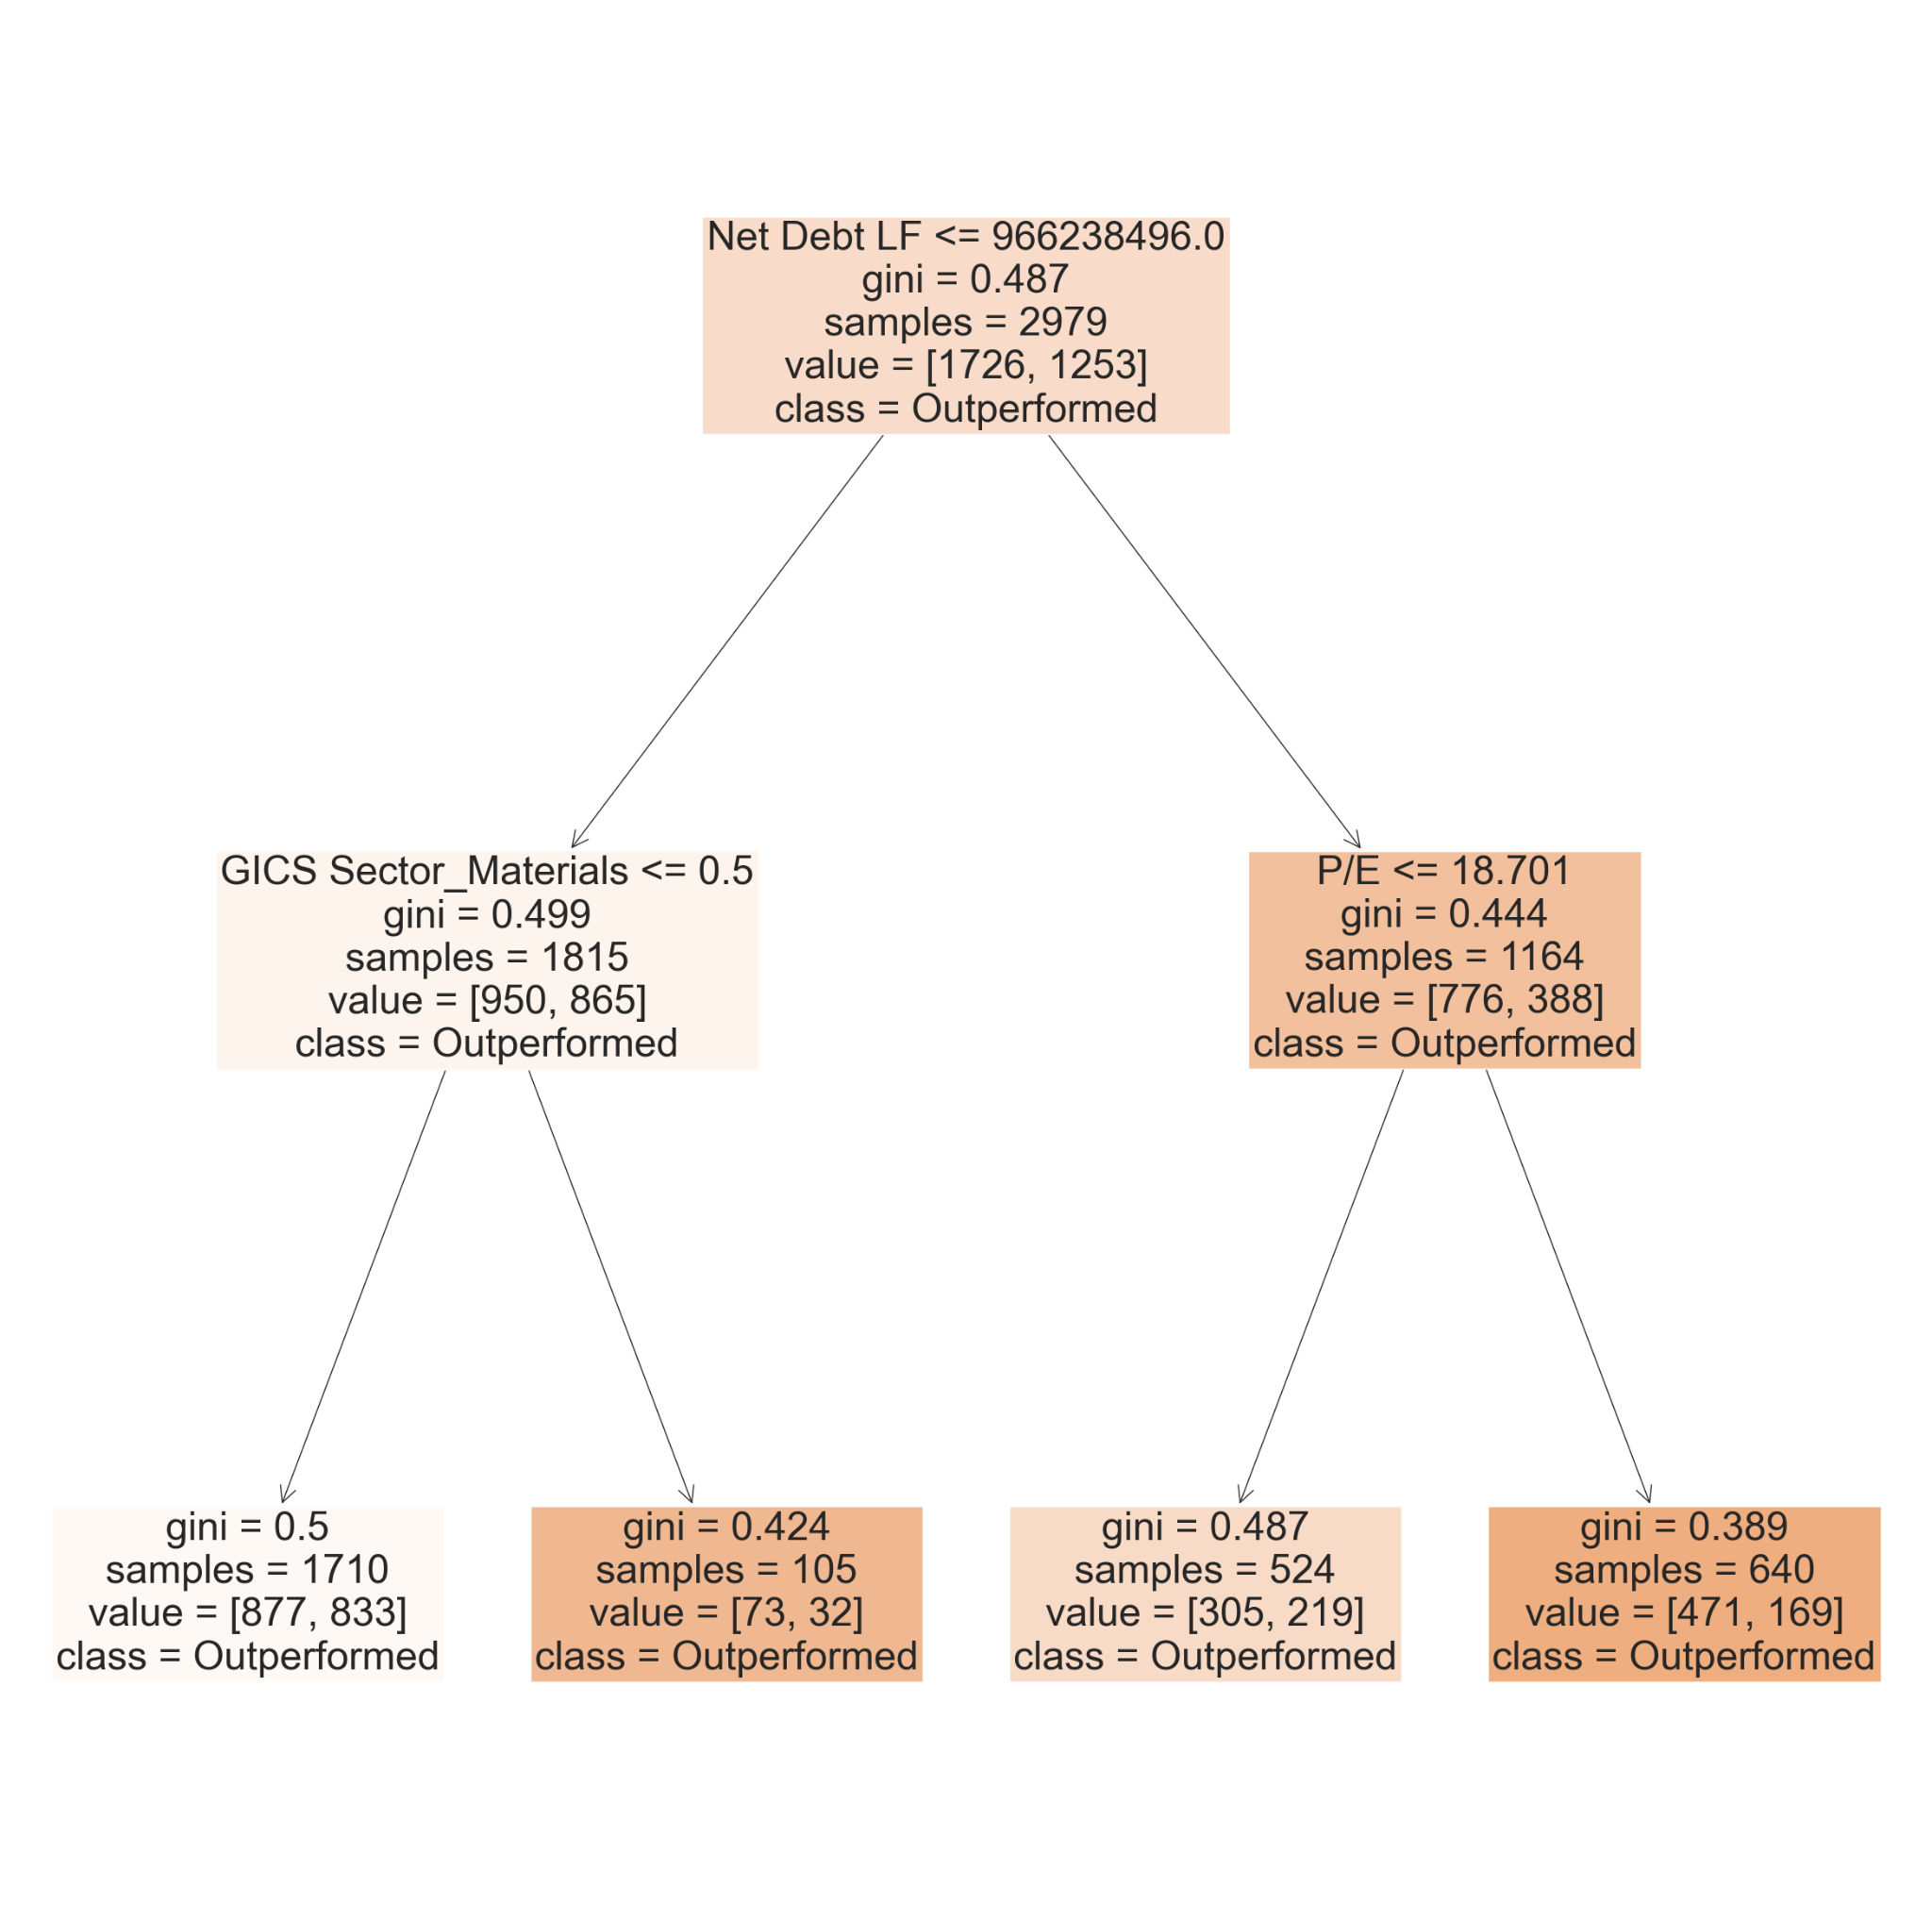 Net Debt LF <= 966238496.0
gini = 0.487
samples = 2979
value = [1726, 1253]
class = Outperformed
GICS Sector_Materials <= 0.5
gini = 0.499
samples = 1815
value = [950, 865]
class = Outperformed
P/E <= 18.701
gini = 0.444
samples = 1164
value = [776, 388]
class = Outperformed
gini = 0.5
samples = 1710
value = [877, 833]
class = Outperformed
gini = 0.424
samples = 105
value = [73, 32]
class = Outperformed
gini = 0.487
samples = 524
value = [305, 219]
class = Outperformed
gini = 0.389
samples = 640
value = [471, 169]
class = Outperformed